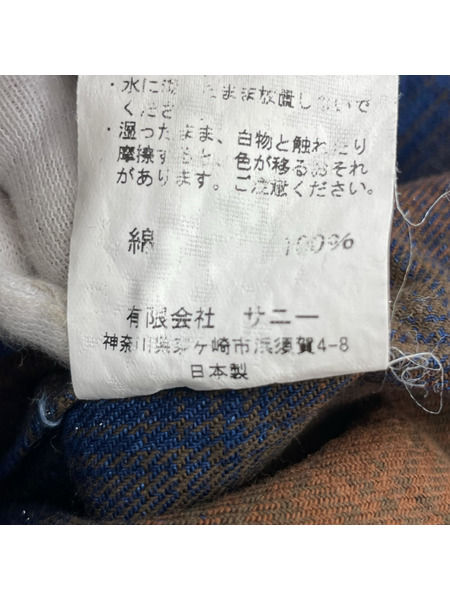 ・水に濡れたまま放置しないで
ください。
・湿ったまま、白物と触れたり
摩擦すると、色が移るおそれ
があります。ご注意ください。
綿 100%
有限会社 サニー
神奈川県茅ヶ崎市浜須賀4-8
日本製